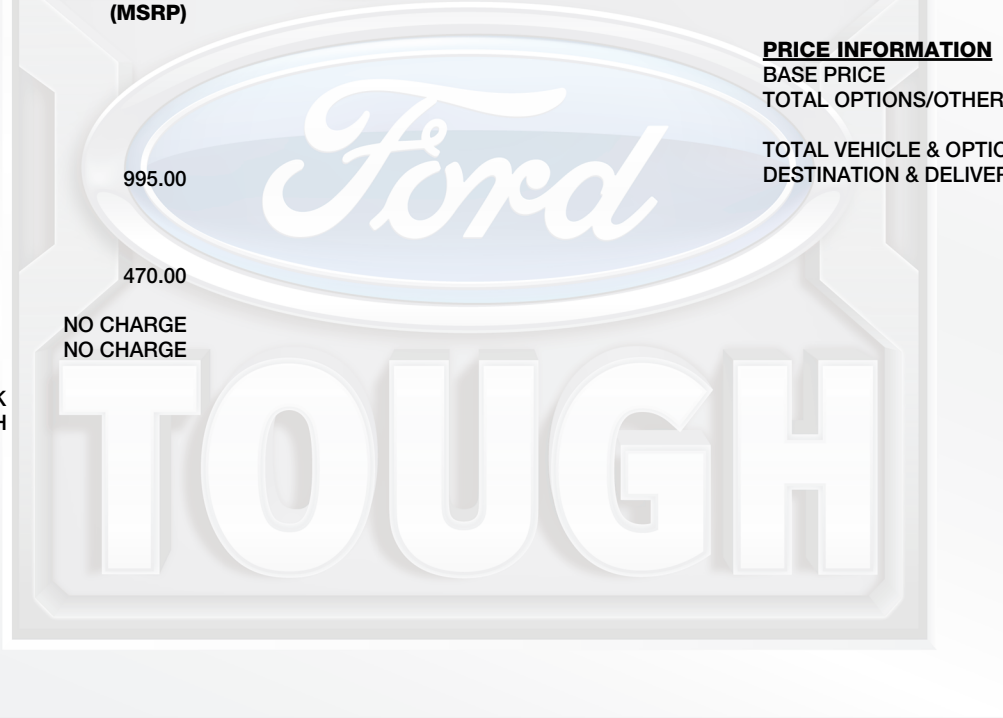 (MSRP)
995.00
470.00
NO CHARGE
NO CHARGE
K
H
PRICE INFORMATION
BASE PRICE
TOTAL OPTIONS/OTHER
TOTAL VEHICLE & OPTIO
DESTINATION & DELIVER
Ford
TOUGH